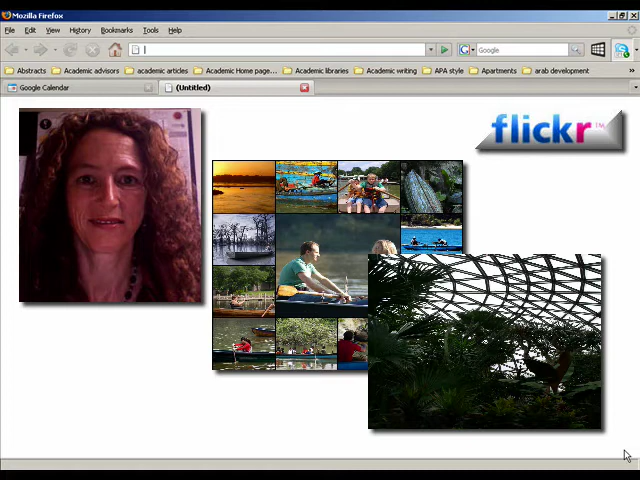 Mozilla Firefox
File Edit View History Bookmarks Tools Help
G Google
Abstracts Academic advisors academic articles Academic Home page... Academic libraries Academic writing APA style Apartments arab development »
Google Calendar (Untitled)
flickr™